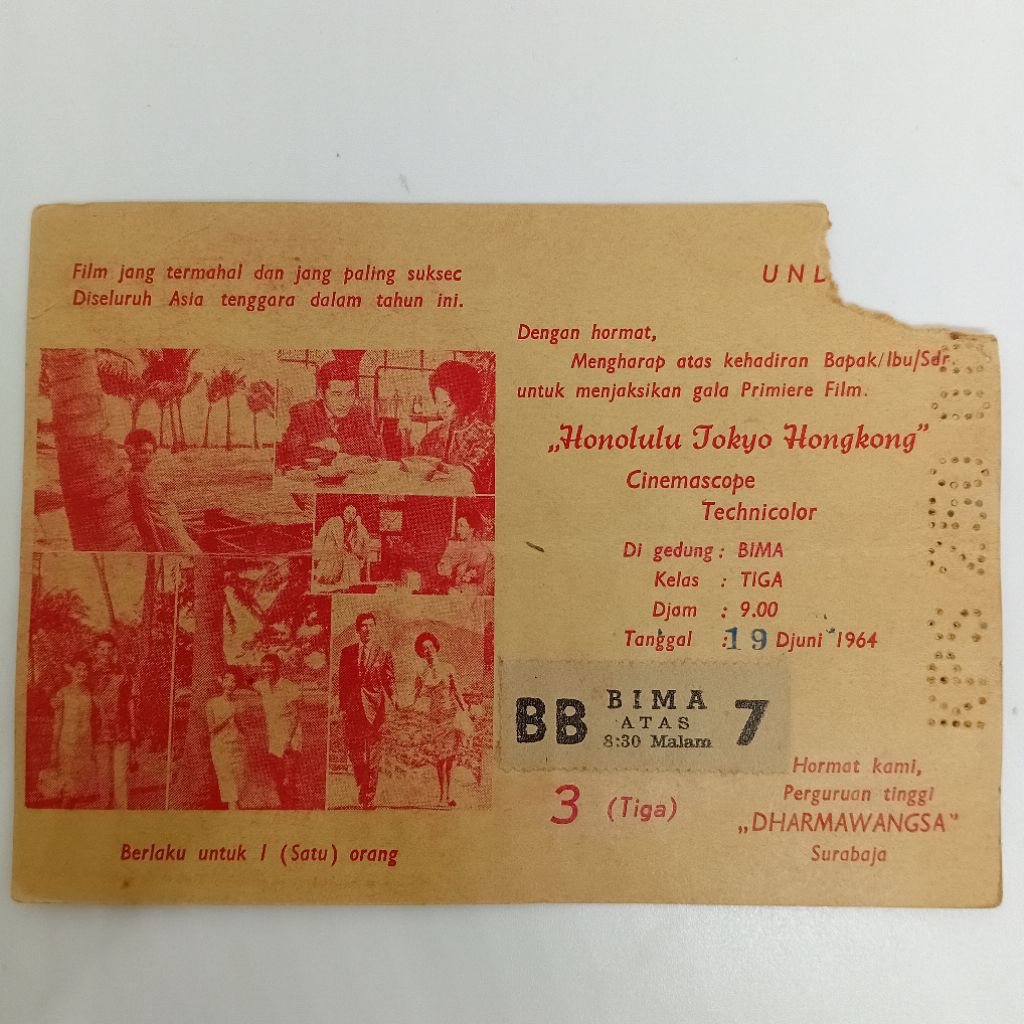 Film jang termahal dan jang paling suksec
Diseluruh Asia tenggara dalam tahun ini.
Berlaku untuk 1 (Satu) orang
UNL
Dengan hormat,
Mengharap atas kehadiran Bapak/Ibu/Sdr.
untuk menjaksikan gala Primiere Film.
„Honolulu Tokyo Hongkong"
Cinemascope
Technicolor
Di gedung : BIMA
Kelas : TIGA
Djam : 9.00
Tanggal : 19 Djuni 1964
BB BIMA 7
ATAS
8:30 Malam
3 (Tiga)
Hormat kami,
Perguruan tinggi
„DHARMAWANGSA"
Surabaja